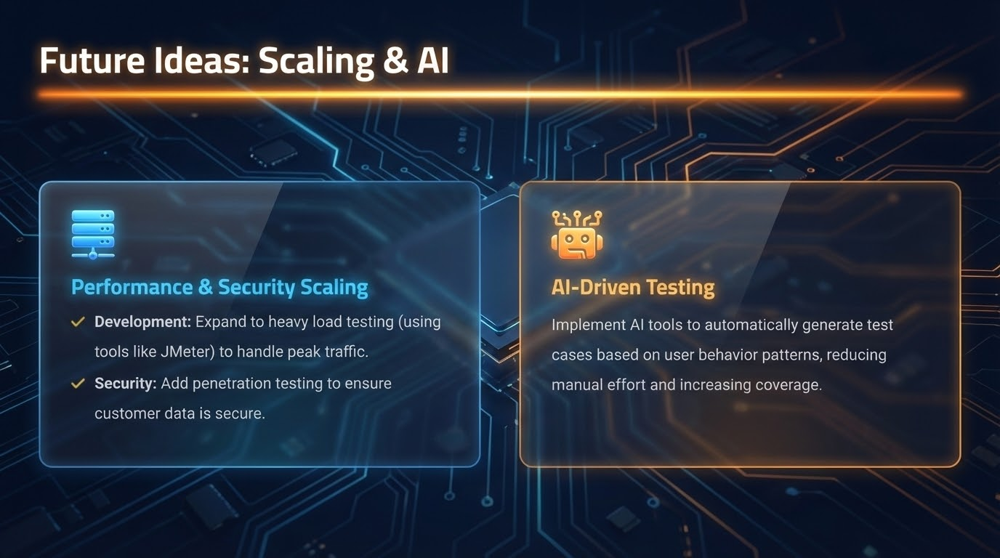 Future Ideas: Scaling & AI
Performance & Security Scaling
Development: Expand to heavy load testing (using
tools like JMeter) to handle peak traffic.
Security: Add penetration testing to ensure
customer data is secure.
AI-Driven Testing
Implement AI tools to automatically generate test
cases based on user behavior patterns, reducing
manual effort and increasing coverage.